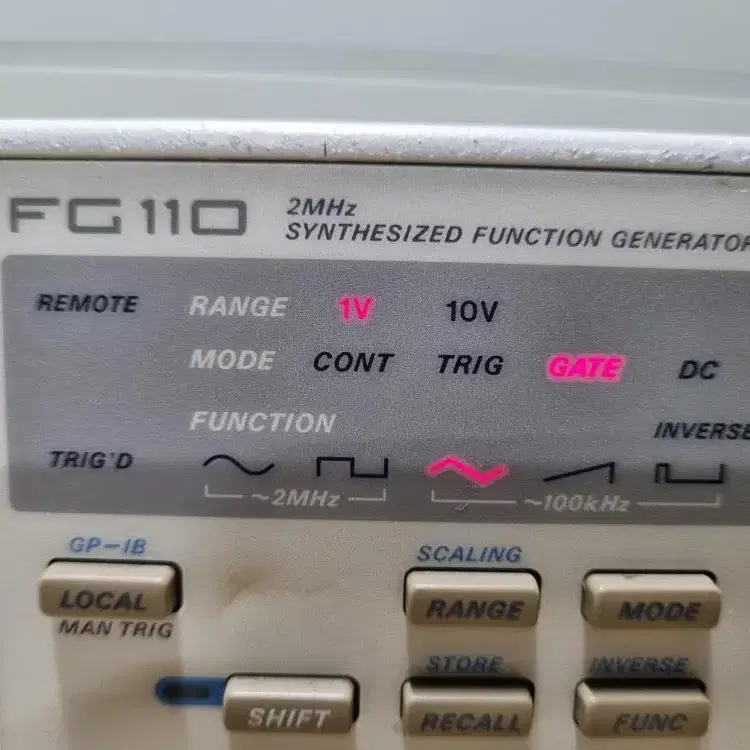 FG110 2MHz
SYNTHESIZED FUNCTION GENERATOR
REMOTE RANGE 1V 10V
MODE CONT TRIG GATE DC
FUNCTION
INVERSE
TRIG'D
~2MHz ~100kHz
GP-IB SCALING
LOCAL RANGE MODE
MAN TRIG
STORE INVERSE
SHIFT RECALL FUNC